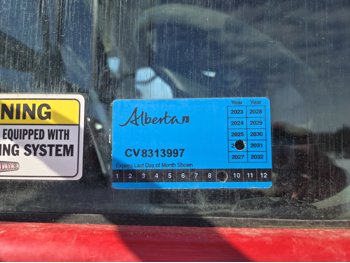 NING
EQUIPPED WITH
NG SYSTEM
Alberta
Year Year
2023 2028
2024 2029
2025 2030
2031
2027 2032
CV8313997
Expires Last Day of Month Shown
1 2 3 4 5 6 7 8 10 11 12